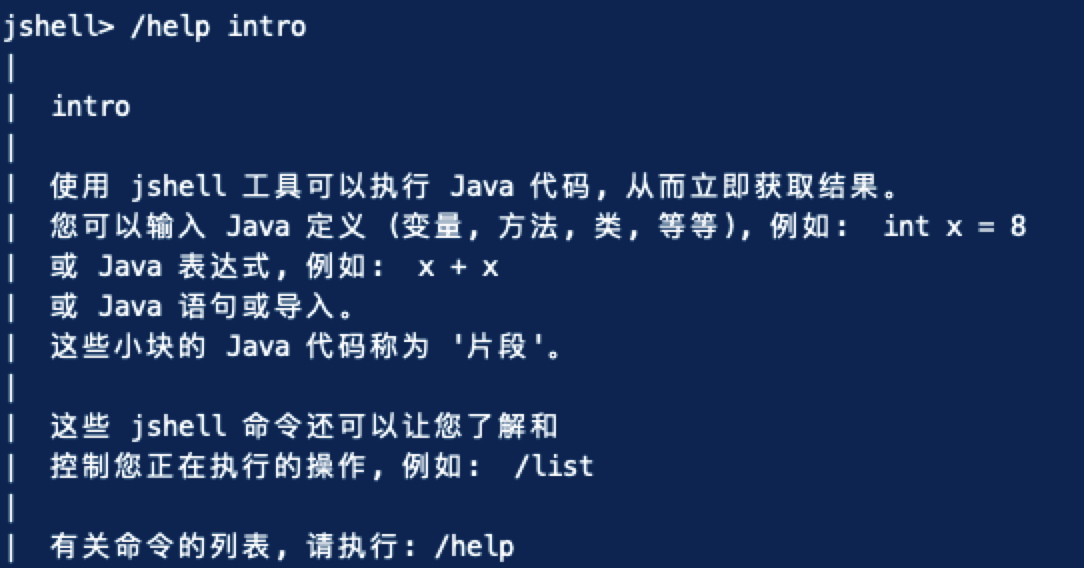 jshell> /help intro
|
|  intro
|
|  使用 jshell 工具可以执行 Java 代码，从而立即获取结果。
|  您可以输入 Java 定义（变量，方法，类，等等），例如： int x = 8
|  或 Java 表达式，例如： x + x
|  或 Java 语句或导入。
|  这些小块的 Java 代码称为 '片段'。
|
|  这些 jshell 命令还可以让您了解和
|  控制您正在执行的操作，例如： /list
|
|  有关命令的列表，请执行：/help